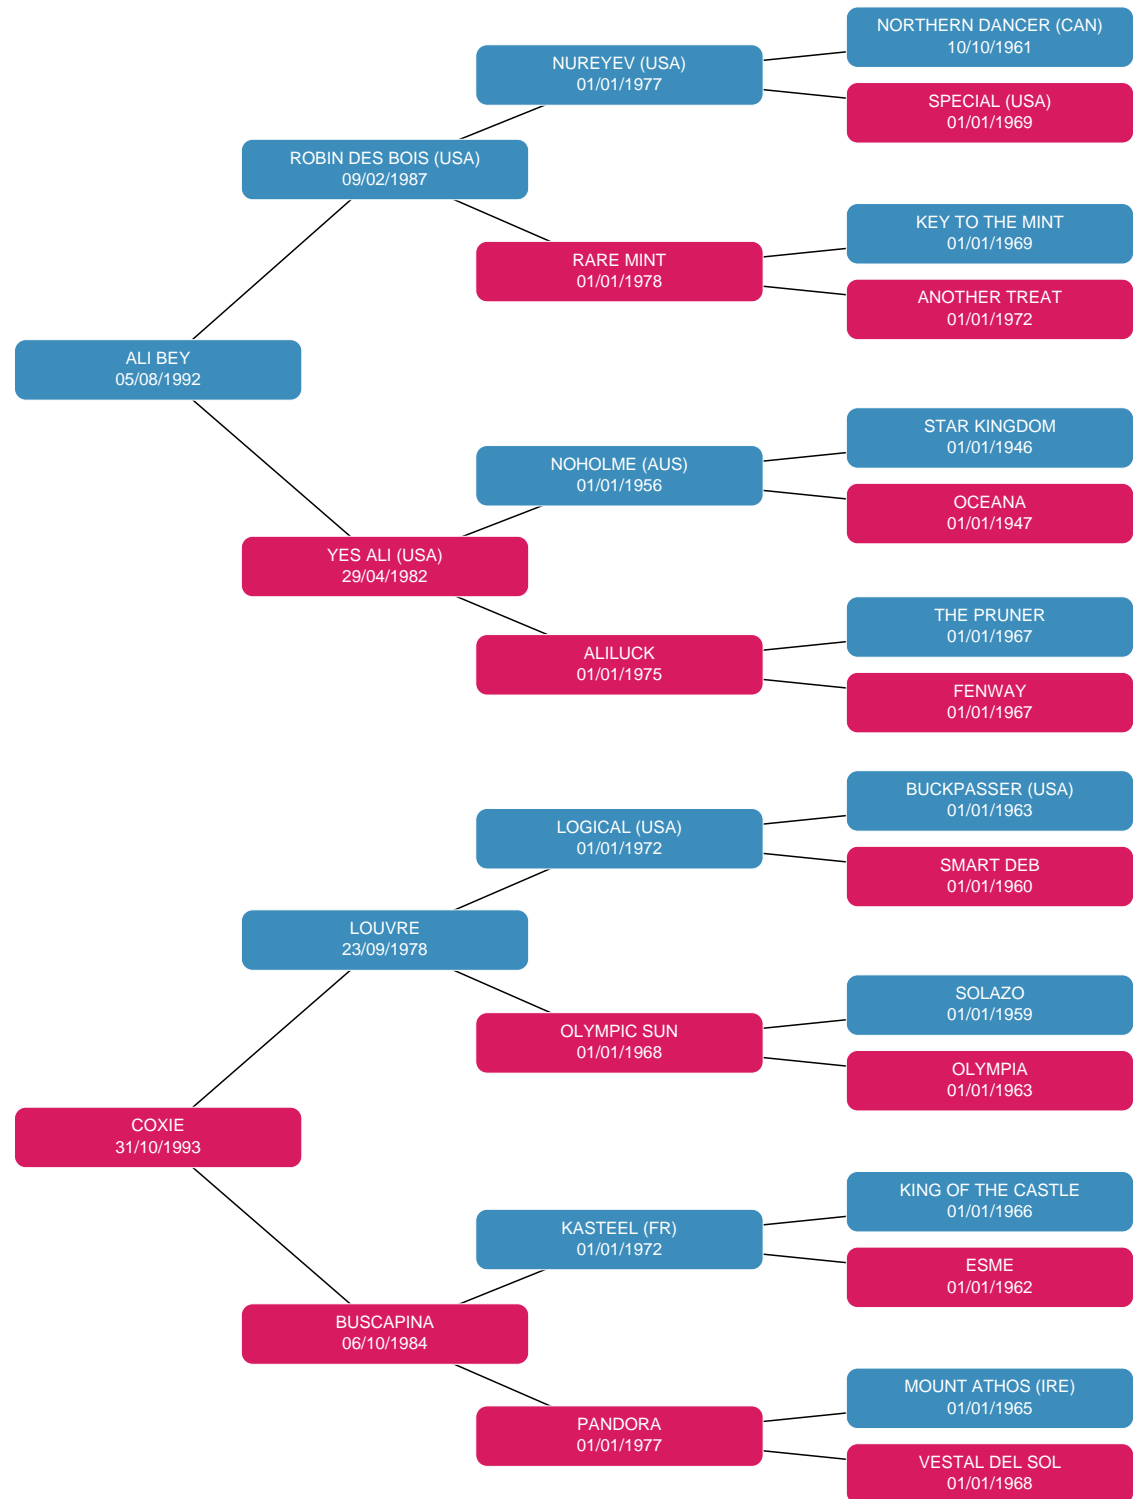 NORTHERN DANCER (CAN)
10/10/1961
NUREYEV (USA)
01/01/1977
SPECIAL (USA)
01/01/1969
ROBIN DES BOIS (USA)
09/02/1987
KEY TO THE MINT
01/01/1969
RARE MINT
01/01/1978
ANOTHER TREAT
01/01/1972
ALI BEY
05/08/1992
STAR KINGDOM
01/01/1946
NOHOLME (AUS)
01/01/1956
OCEANA
01/01/1947
YES ALI (USA)
29/04/1982
THE PRUNER
01/01/1967
ALILUCK
01/01/1975
FENWAY
01/01/1967
BUCKPASSER (USA)
01/01/1963
LOGICAL (USA)
01/01/1972
SMART DEB
01/01/1960
LOUVRE
23/09/1978
SOLAZO
01/01/1959
OLYMPIC SUN
01/01/1968
OLYMPIA
01/01/1963
COXIE
31/10/1993
KING OF THE CASTLE
01/01/1966
KASTEEL (FR)
01/01/1972
ESME
01/01/1962
BUSCAPINA
06/10/1984
MOUNT ATHOS (IRE)
01/01/1965
PANDORA
01/01/1977
VESTAL DEL SOL
01/01/1968